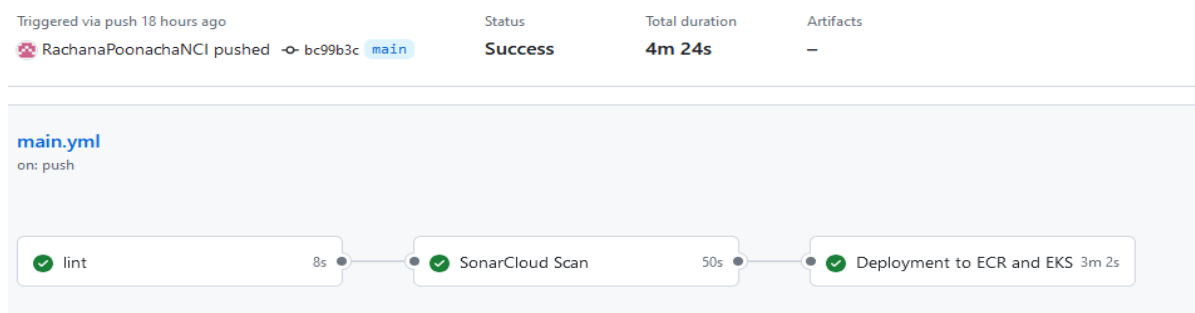 Triggered via push 18 hours ago
Status
Total duration
Artifacts
RachanaPoonachaNCI pushed bc99b3c main
Success
4m 24s
–
main.yml
on: push
lint 8s
SonarCloud Scan 50s
Deployment to ECR and EKS 3m 2s